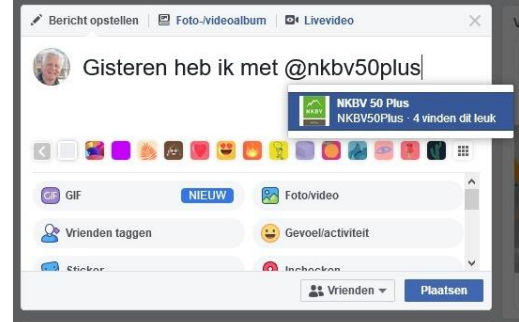 Bericht opstellen
Foto-/videoalbum
Livevideo
Gisteren heb ik met @nkbv50plus
NKBV
NKBV 50 Plus
NKBV50Plus · 4 vinden dit leuk
GIF
GIF
NIEUW
Foto/video
Vrienden taggen
Gevoel/activiteit
Sticker
Inchecken
Vrienden
Plaatsen